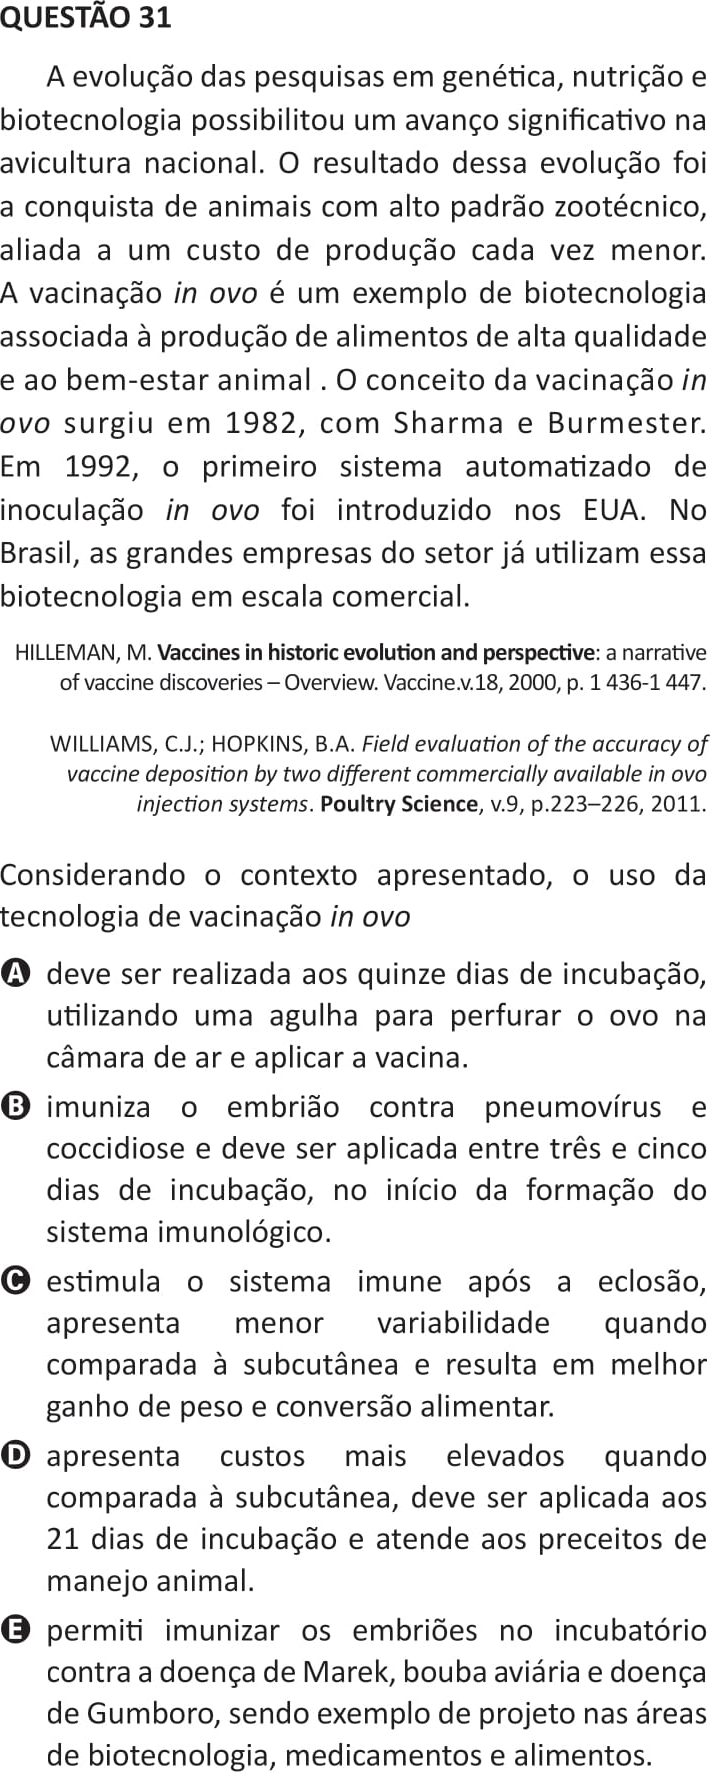 QUESTÃO 31
A evolução das pesquisas em genética, nutrição e
biotecnologia possibilitou um avanço significativo na
avicultura nacional. O resultado dessa evolução foi
a conquista de animais com alto padrão zootécnico,
aliada a um custo de produção cada vez menor.
A vacinação in ovo é um exemplo de biotecnologia
associada à produção de alimentos de alta qualidade
e ao bem-estar animal . O conceito da vacinação in
ovo surgiu em 1982, com Sharma e Burmester.
Em 1992, o primeiro sistema automatizado de
inoculação in ovo foi introduzido nos EUA. No
Brasil, as grandes empresas do setor já utilizam essa
biotecnologia em escala comercial.
HILLEMAN, M. Vaccines in historic evolution and perspective: a narrative
of vaccine discoveries – Overview. Vaccine.v.18, 2000, p. 1 436-1 447.
WILLIAMS, C.J.; HOPKINS, B.A. Field evaluation of the accuracy of
vaccine deposition by two different commercially available in ovo
injection systems. Poultry Science, v.9, p.223–226, 2011.
Considerando o contexto apresentado, o uso da
tecnologia de vacinação in ovo
A deve ser realizada aos quinze dias de incubação,
utilizando uma agulha para perfurar o ovo na
câmara de ar e aplicar a vacina.
B imuniza o embrião contra pneumovírus e
coccidiose e deve ser aplicada entre três e cinco
dias de incubação, no início da formação do
sistema imunológico.
C estimula o sistema imune após a eclosão,
apresenta menor variabilidade quando
comparada à subcutânea e resulta em melhor
ganho de peso e conversão alimentar.
D apresenta custos mais elevados quando
comparada à subcutânea, deve ser aplicada aos
21 dias de incubação e atende aos preceitos de
manejo animal.
E permiti imunizar os embriões no incubatório
contra a doença de Marek, bouba aviária e doença
de Gumboro, sendo exemplo de projeto nas áreas
de biotecnologia, medicamentos e alimentos.